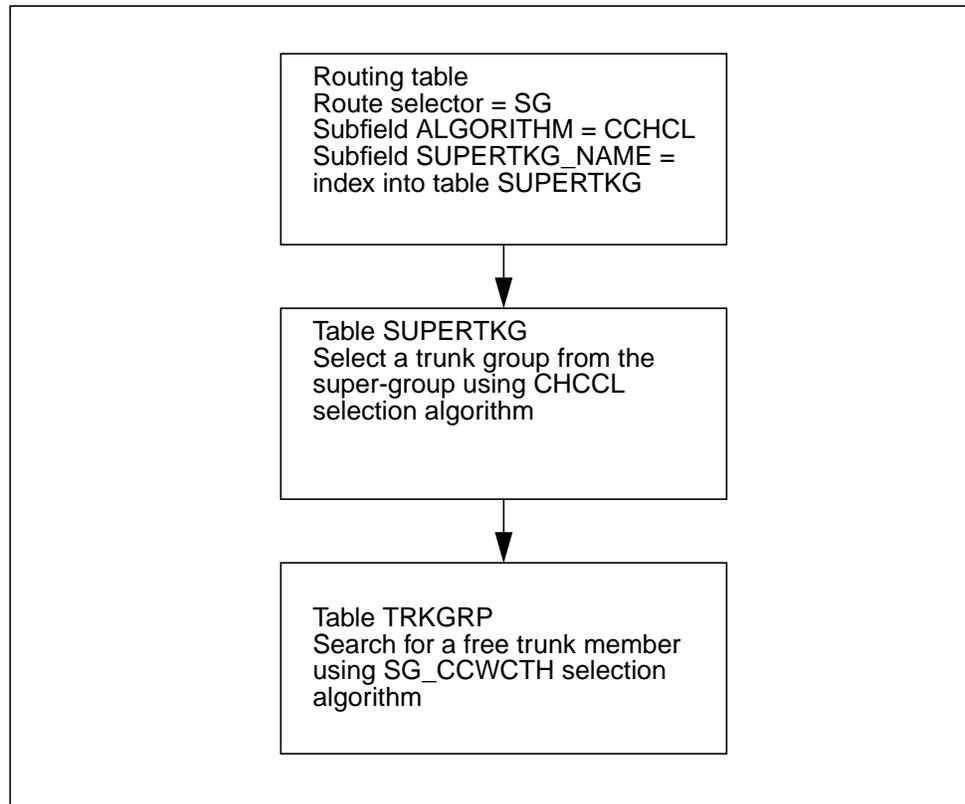 Routing table
Route selector = SG
Subfield ALGORITHM = CCHCL
Subfield SUPERTKG_NAME =
index into table SUPERTKG
Table SUPERTKG
Select a trunk group from the
super-group using CHCCL
selection algorithm
Table TRKGRP
Search for a free trunk member
using SG_CCWCTH selection
algorithm